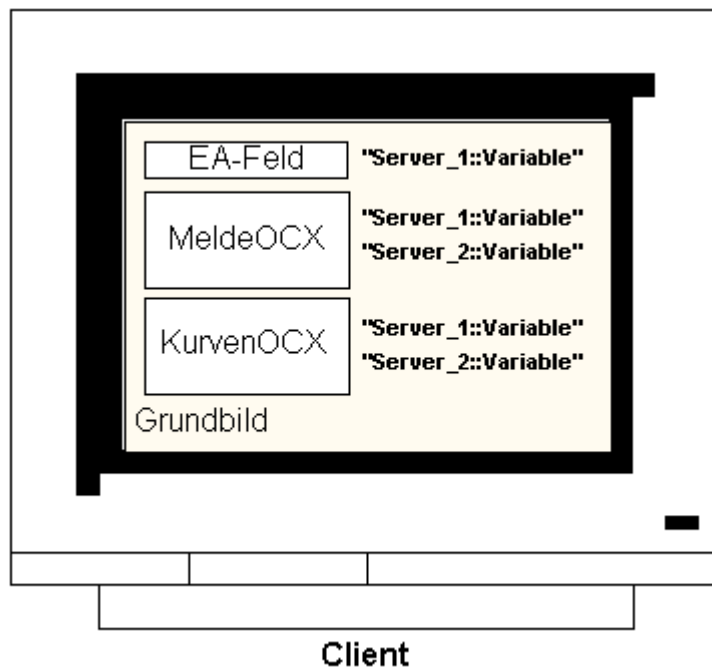 EA-Feld "Server_1::Variable"
MeldeOCX "Server_1::Variable"
"Server_2::Variable"
KurvenOCX "Server_1::Variable"
"Server_2::Variable"
Grundbild
Client